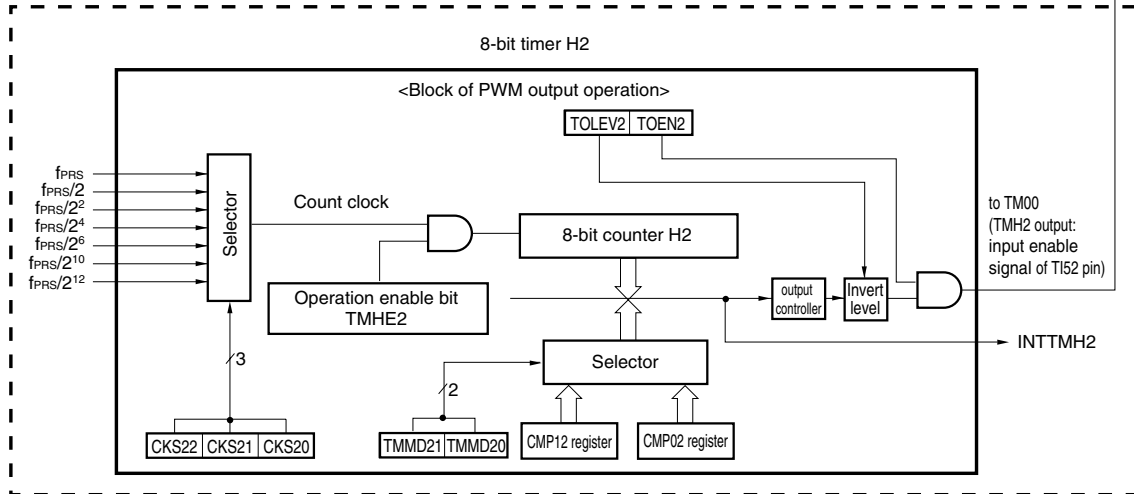 8-bit timer H2
<Block of PWM output operation>
TOLEV2 TOEN2
fPRS
fPRS/2
fPRS/2²
fPRS/2⁴
fPRS/2⁶
fPRS/2¹⁰
fPRS/2¹²
Selector
Count clock
8-bit counter H2
to TM00
(TMH2 output:
input enable
signal of TI52 pin)
Operation enable bit
TMHE2
output
controller
Invert
level
INTTMH2
3
2
Selector
CKS22 CKS21 CKS20
TMMD21 TMMD20
CMP12 register
CMP02 register